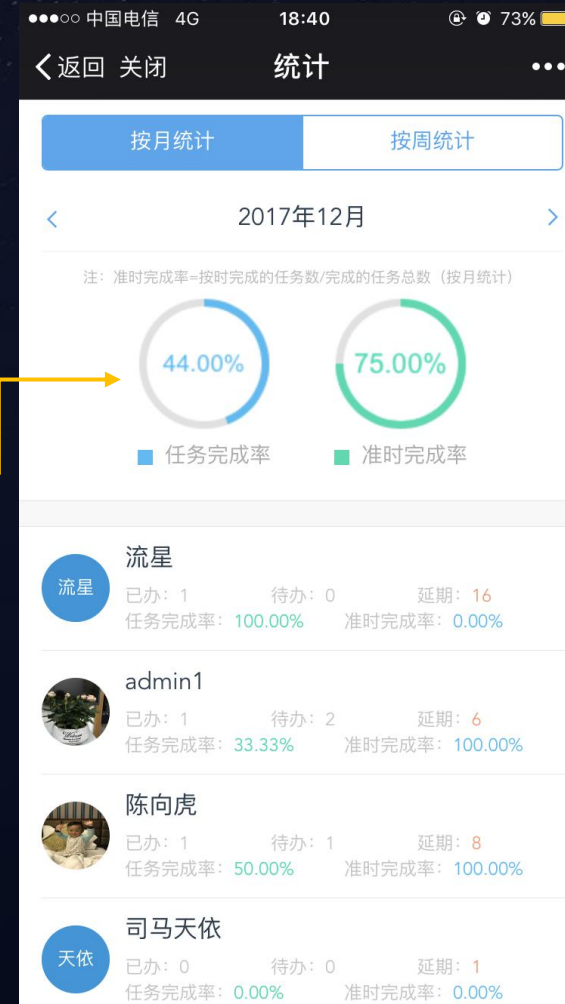 中国电信 4G 18:40 73%
返回 关闭 统计
按月统计 按周统计
2017年12月
注：准时完成率=按时完成的任务数/完成的任务总数（按月统计）
44.00% 75.00%
任务完成率 准时完成率
流星
流星
已办：1 待办：0 延期：16
任务完成率：100.00% 准时完成率：0.00%
admin1
已办：1 待办：2 延期：6
任务完成率：33.33% 准时完成率：100.00%
陈向虎
已办：1 待办：1 延期：8
任务完成率：50.00% 准时完成率：100.00%
天依
司马天依
已办：0 待办：0 延期：1
任务完成率：0.00% 准时完成率：0.00%